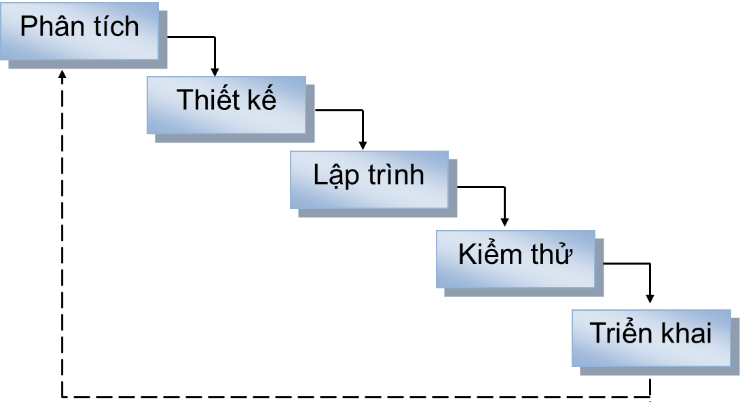 Phân tích
Thiết kế
Lập trình
Kiểm thử
Triển khai